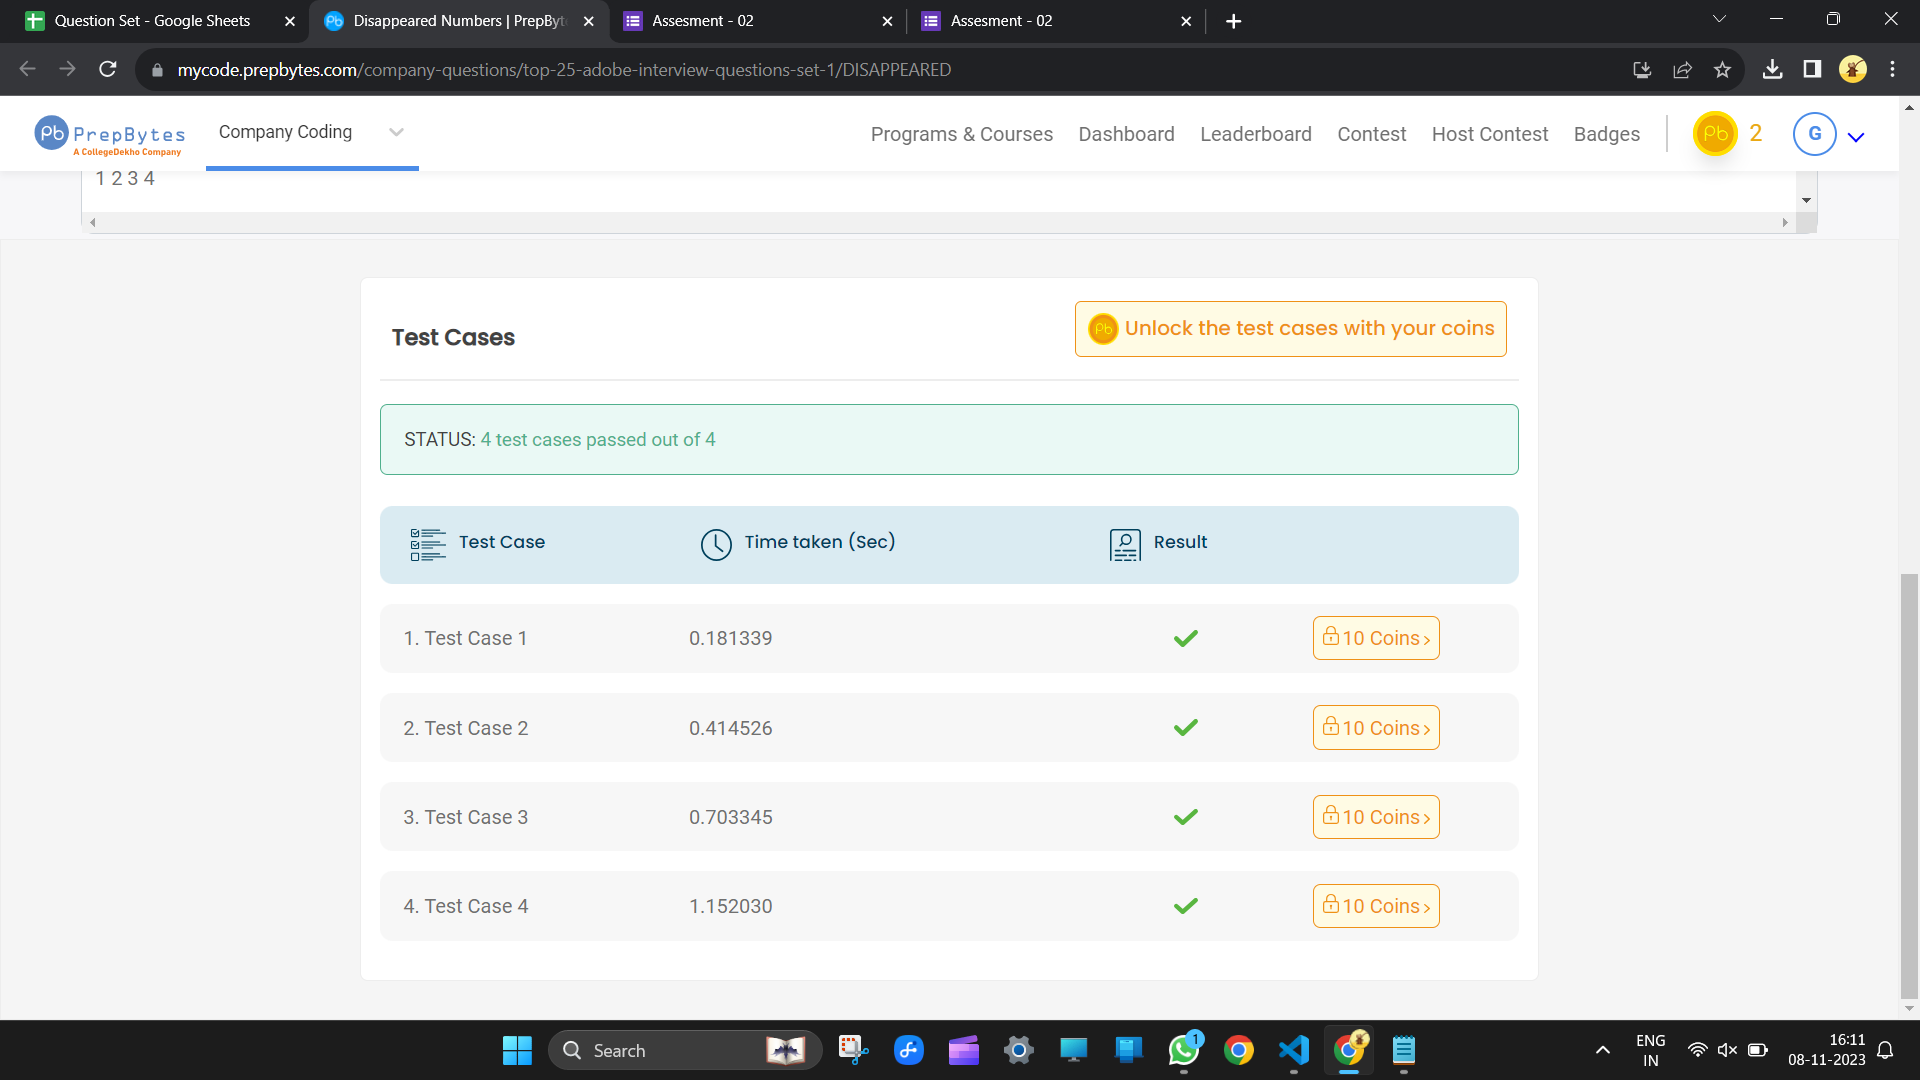 Question Set - Google Sheets
Disappeared Numbers | PrepByt
Assesment - 02
Assesment - 02
mycode.prepbytes.com/company-questions/top-25-adobe-interview-questions-set-1/DISAPPEARED
Pb PrepBytes
A CollegeDekho Company
Company Coding
Programs & Courses
Dashboard
Leaderboard
Contest
Host Contest
Badges
Pb 2
G
1 2 3 4
Test Cases
Pb Unlock the test cases with your coins
STATUS: 4 test cases passed out of 4
Test Case Time taken (Sec) Result
1. Test Case 1 0.181339 10 Coins ›
2. Test Case 2 0.414526 10 Coins ›
3. Test Case 3 0.703345 10 Coins ›
4. Test Case 4 1.152030 10 Coins ›
Search
1
ENG
IN
16:11
08-11-2023